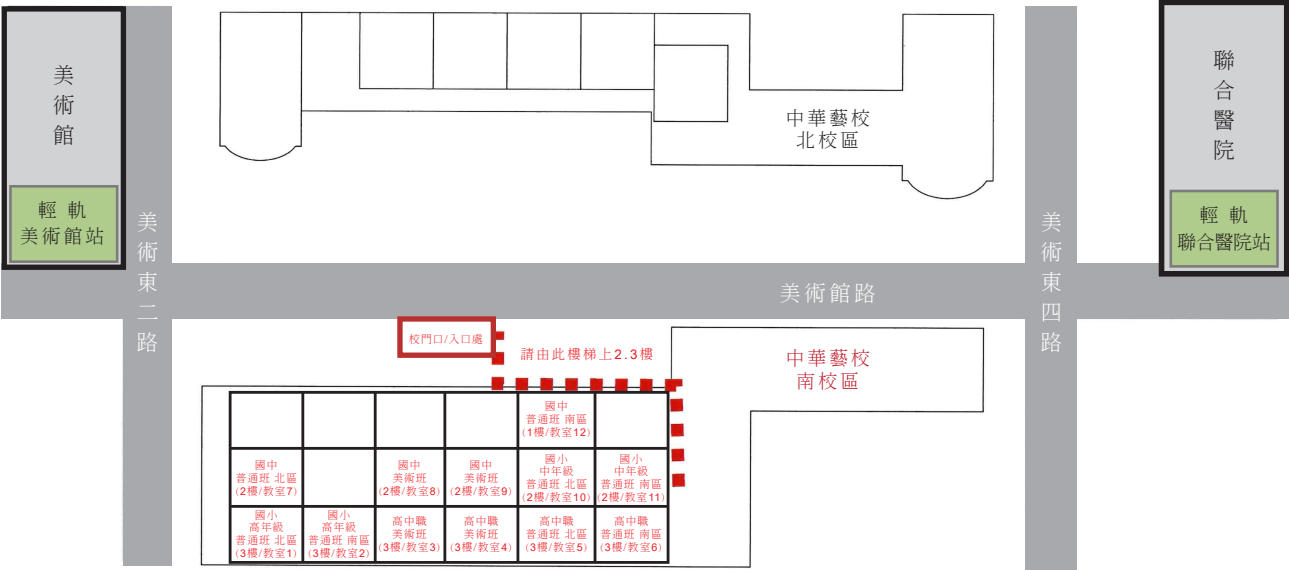 美術館
輕軌
美術館站
美術東二路
中華藝校
北校區
美術東四路
聯合醫院
輕軌
聯合醫院站
美術館路
校門口/入口處
請由此樓梯上2.3樓
中華藝校
南校區
國中
普通班 南區
(1樓/教室12)
國中
普通班 北區
(2樓/教室7)
國中
美術班
(2樓/教室8)
國中
美術班
(2樓/教室9)
國小
中年級
普通班 北區
(2樓/教室10)
國小
中年級
普通班 南區
(2樓/教室11)
國小
高年級
普通班 北區
(3樓/教室1)
國小
高年級
普通班 南區
(3樓/教室2)
高中職
美術班
(3樓/教室3)
高中職
美術班
(3樓/教室4)
高中職
普通班 北區
(3樓/教室5)
高中職
普通班 南區
(3樓/教室6)